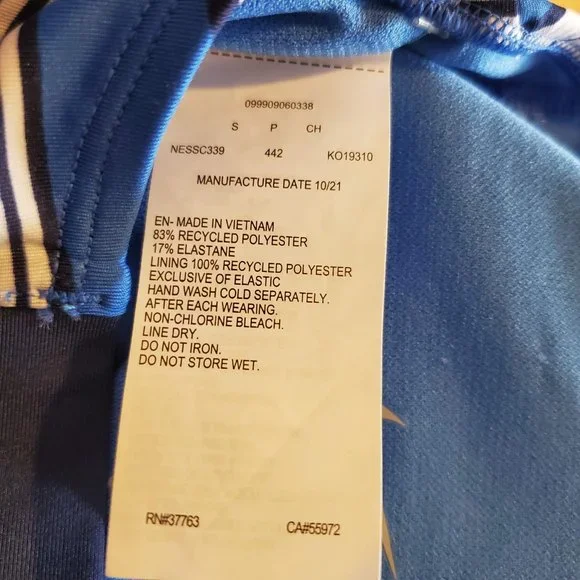 099909060338
S P CH
NESSC339 442 KO19310
MANUFACTURE DATE 10/21
EN- MADE IN VIETNAM
83% RECYCLED POLYESTER
17% ELASTANE
LINING 100% RECYCLED POLYESTER
EXCLUSIVE OF ELASTIC
HAND WASH COLD SEPARATELY.
AFTER EACH WEARING.
NON-CHLORINE BLEACH.
LINE DRY.
DO NOT IRON.
DO NOT STORE WET.
RN#37763 CA#55972